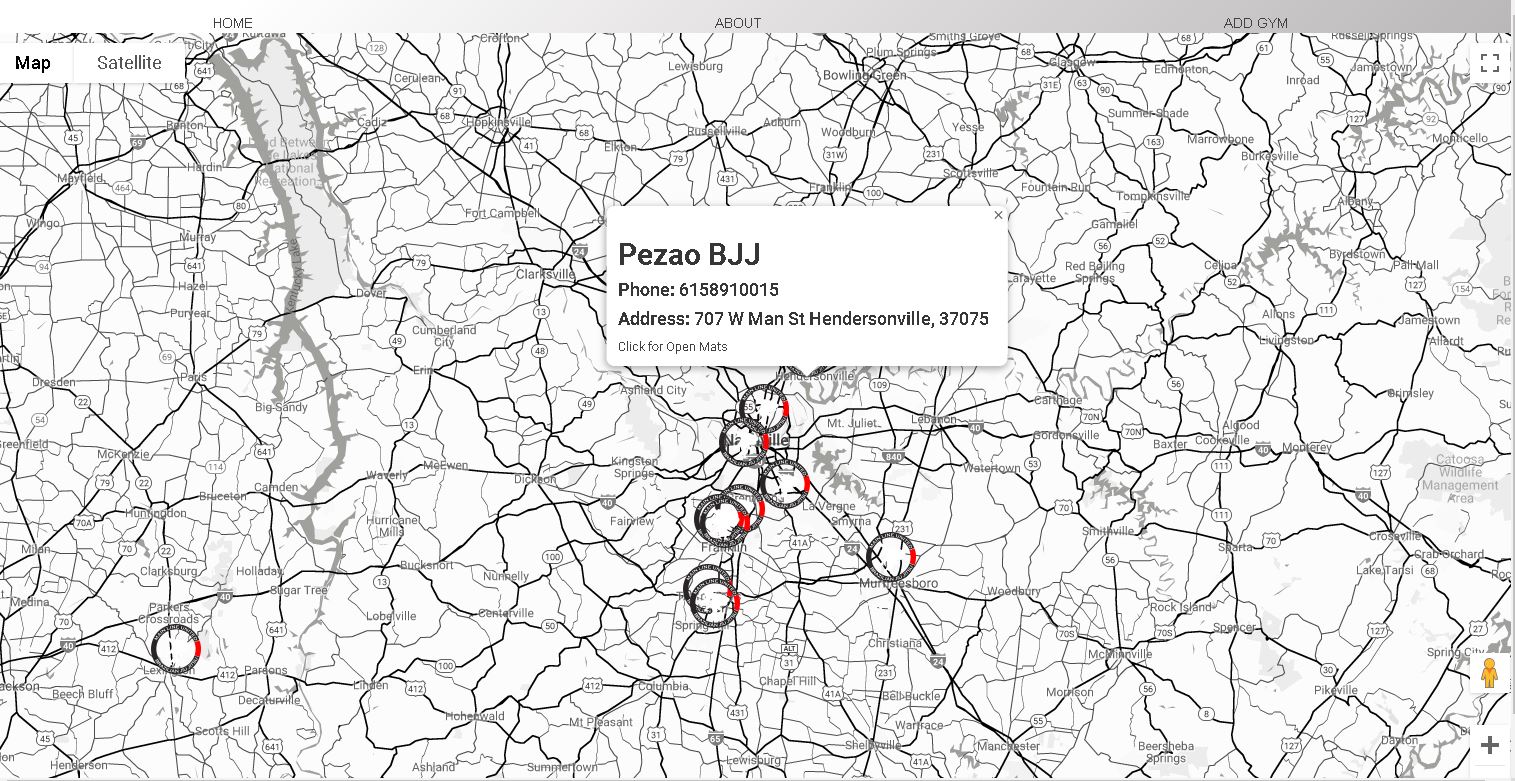 HOME ABOUT ADD GYM
Map Satellite
Pezao BJJ
Phone: 6158910015
Address: 707 W Man St Hendersonville, 37075
Click for Open Mats
Kuttawa
Crofton
Smiths Grove
Russell Springs
Plum Springs
Lewisburg
Bowling Green
Glasgow
Edmonton
Jamestown
Inroad
Cerulean
Benton
Cadiz
Hopkinsville
Russellville
Auburn
Woodburn
Yesse
Summer Shade
Marrowbone
Monticello
Burkesville
Elkton
Hardin
Mayfield
Franklin
Scottsville
Fountain Run
Tompkinsville
Albany
Fort Campbell
Wingo
Murray
Gamaliel
Byrdstown
Pall Mall
Celina
Red Boiling Springs
Lafayette
Clarksville
Kentucky Lake
Hazel
Dover
Puryear
Allons
Jamestown
Cumberland City
Livingston
Allardt
Erin
Paris
Dresden
Ashland City
Hendersonville
Carthage
Grimsley
Big Sandy
Mt. Juliet
Lebanon
Gordonsville
Algood
Cookeville
Baxter
Monterey
Greenfield
McKenzie
McEwen
Waverly
Dickson
Kingston Springs
Watertown
Catoosa Wildlife Management Area
Camden
Bruceton
Huntingdon
Hurricane Mills
Fairview
La Vergne
Smyrna
Smithville
Sparta
Crossville
Crab Orchard
Milan
Franklin
Clarksburg
Holladay
Bucksnort
Nunnelly
Sugar Tree
Murfreesboro
Woodbury
Lake Tansi
Medina
Parkers Crossroads
Lobelville
Centerville
Rock Island
Spencer
Christiana
McMinnville
Spring City
Lexington
Parsons
Linden
Columbia
Chapel Hill
Bell Buckle
Morrison
Pikeville
Beech Bluff
Decaturville
Hohenwald
Mt Pleasant
Wartrace
Scotts Hill
Shelbyville
Manchester
Beersheba Springs
Dayton
Henderson
Ashland
Summertown
Lewisburg